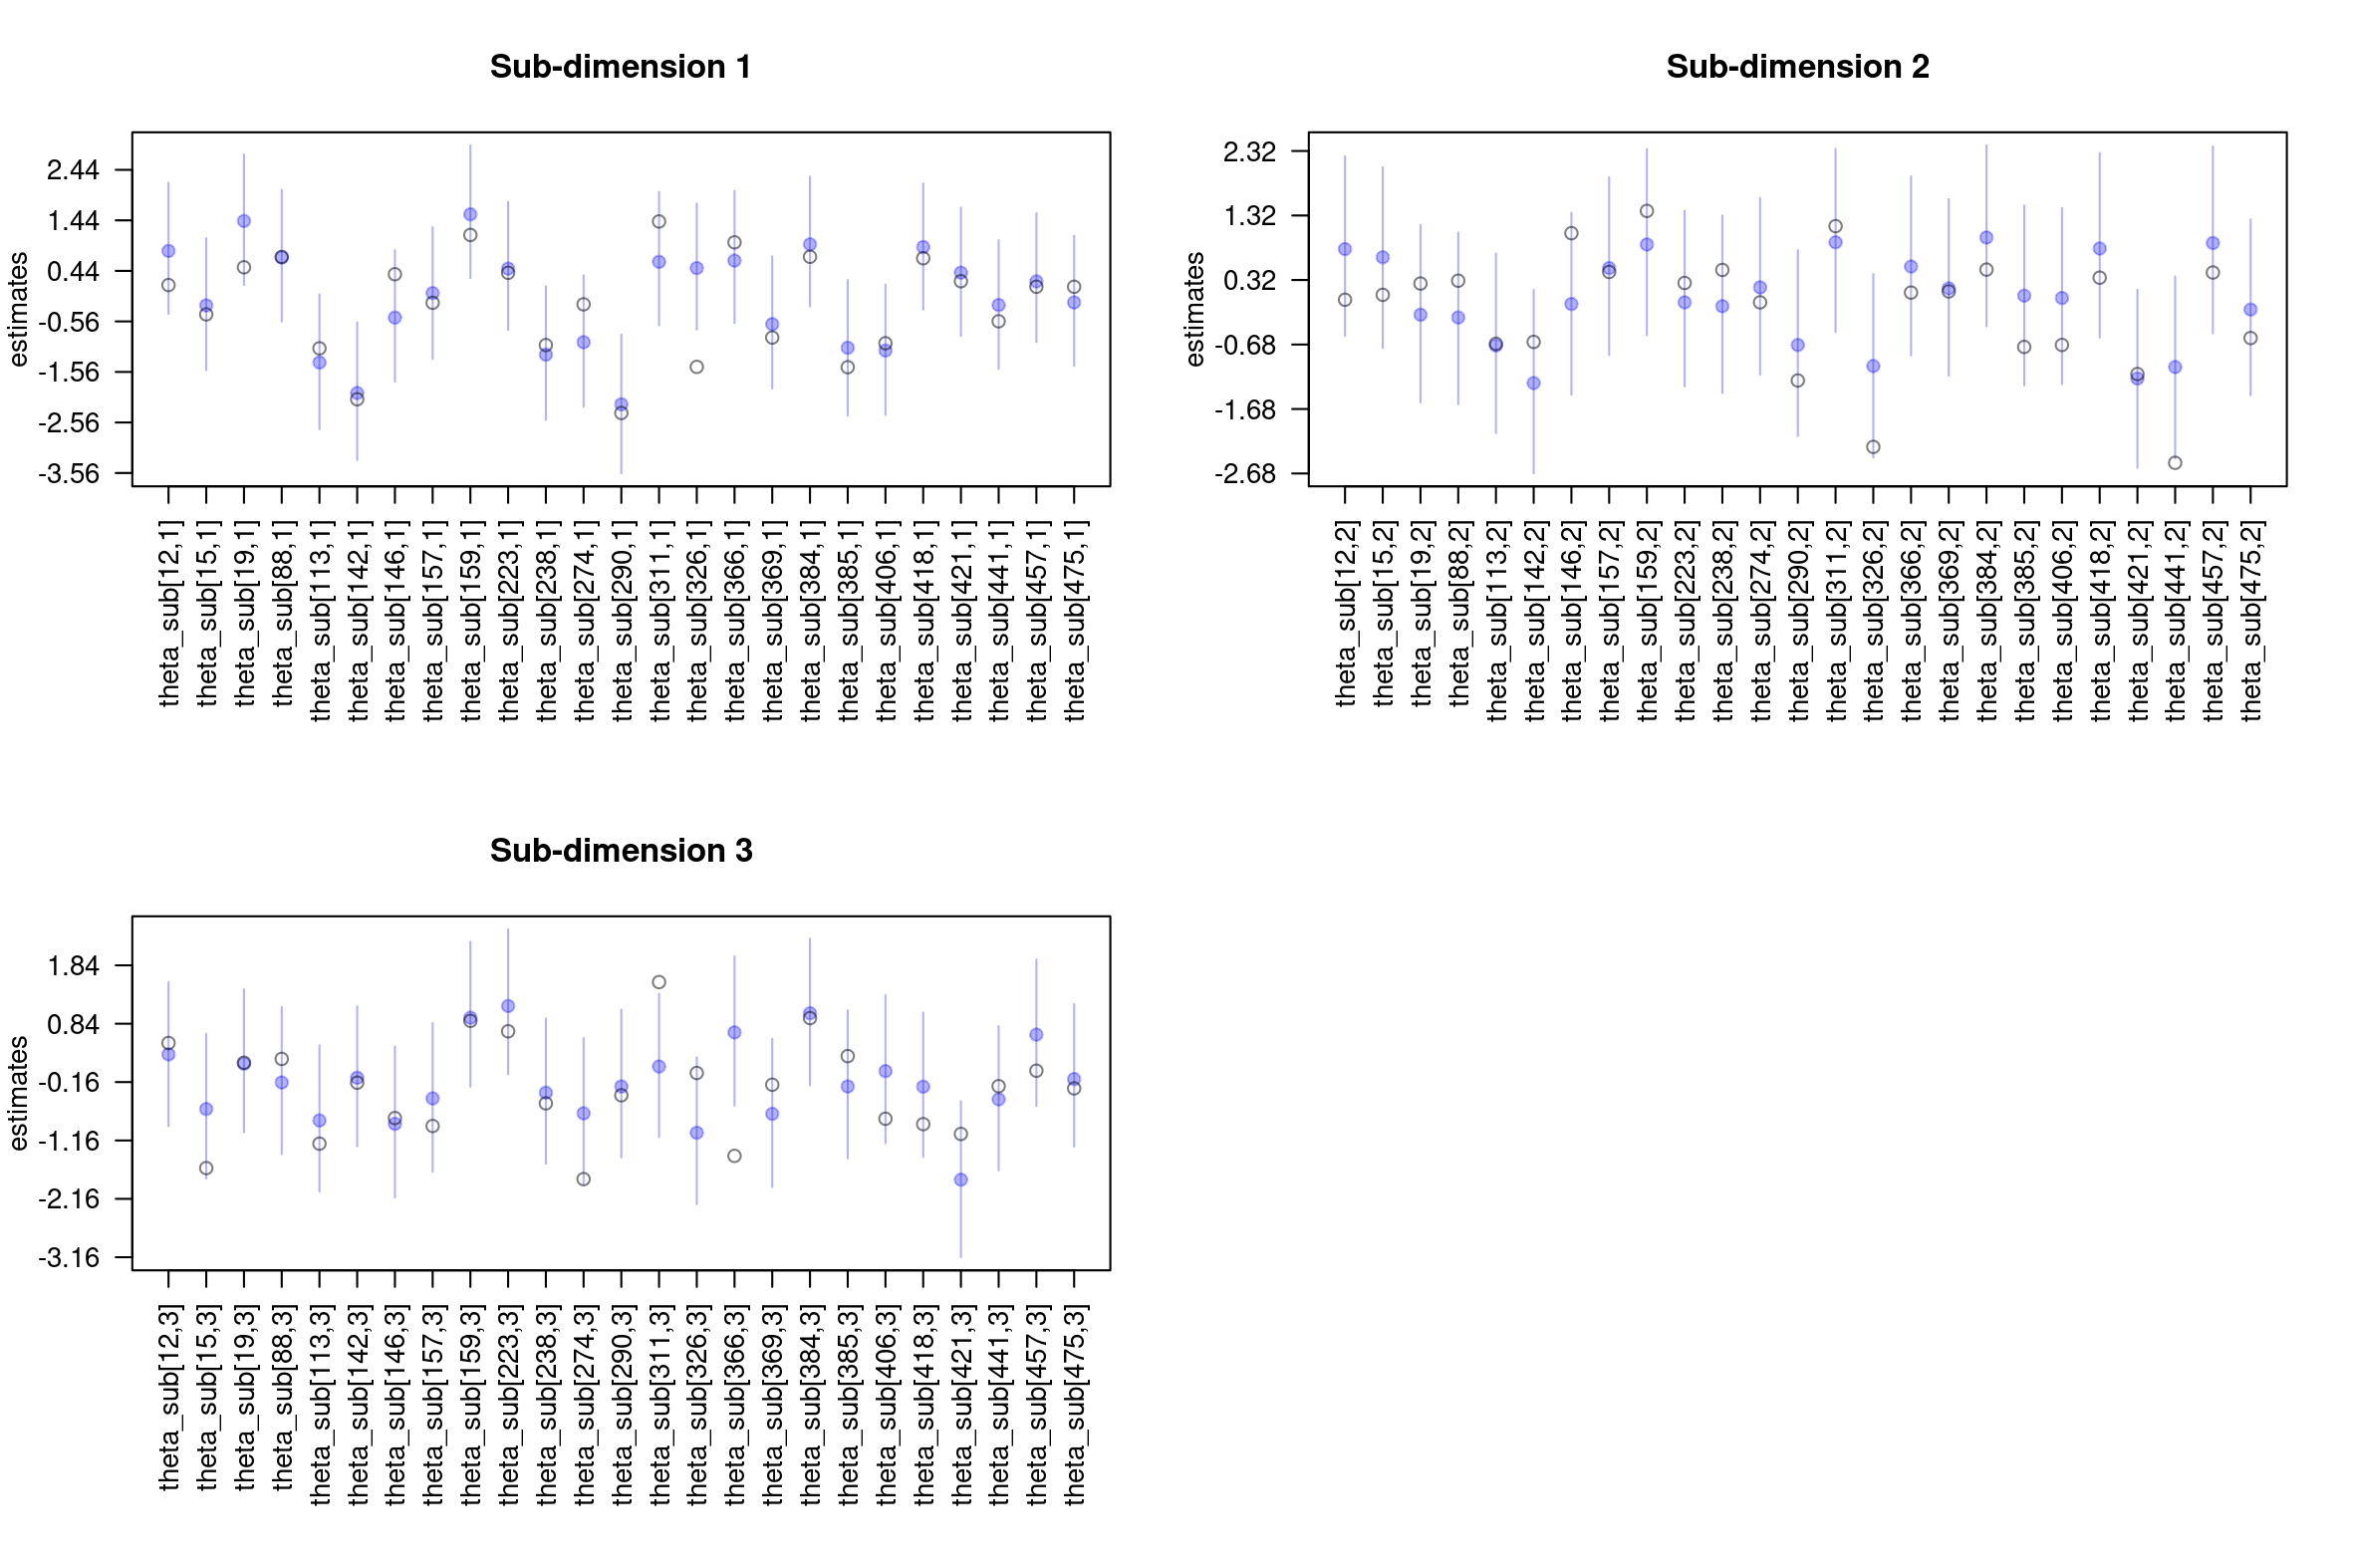 Sub-dimension 1
estimates
2.44
1.44
0.44
-0.56
-1.56
-2.56
-3.56
theta_sub[12,1]
theta_sub[15,1]
theta_sub[19,1]
theta_sub[88,1]
theta_sub[113,1]
theta_sub[142,1]
theta_sub[146,1]
theta_sub[157,1]
theta_sub[159,1]
theta_sub[223,1]
theta_sub[238,1]
theta_sub[274,1]
theta_sub[290,1]
theta_sub[311,1]
theta_sub[326,1]
theta_sub[366,1]
theta_sub[369,1]
theta_sub[384,1]
theta_sub[385,1]
theta_sub[406,1]
theta_sub[418,1]
theta_sub[421,1]
theta_sub[441,1]
theta_sub[457,1]
theta_sub[475,1]
Sub-dimension 2
estimates
2.32
1.32
0.32
-0.68
-1.68
-2.68
theta_sub[12,2]
theta_sub[15,2]
theta_sub[19,2]
theta_sub[88,2]
theta_sub[113,2]
theta_sub[142,2]
theta_sub[146,2]
theta_sub[157,2]
theta_sub[159,2]
theta_sub[223,2]
theta_sub[238,2]
theta_sub[274,2]
theta_sub[290,2]
theta_sub[311,2]
theta_sub[326,2]
theta_sub[366,2]
theta_sub[369,2]
theta_sub[384,2]
theta_sub[385,2]
theta_sub[406,2]
theta_sub[418,2]
theta_sub[421,2]
theta_sub[441,2]
theta_sub[457,2]
theta_sub[475,2]
Sub-dimension 3
estimates
1.84
0.84
-0.16
-1.16
-2.16
-3.16
theta_sub[12,3]
theta_sub[15,3]
theta_sub[19,3]
theta_sub[88,3]
theta_sub[113,3]
theta_sub[142,3]
theta_sub[146,3]
theta_sub[157,3]
theta_sub[159,3]
theta_sub[223,3]
theta_sub[238,3]
theta_sub[274,3]
theta_sub[290,3]
theta_sub[311,3]
theta_sub[326,3]
theta_sub[366,3]
theta_sub[369,3]
theta_sub[384,3]
theta_sub[385,3]
theta_sub[406,3]
theta_sub[418,3]
theta_sub[421,3]
theta_sub[441,3]
theta_sub[457,3]
theta_sub[475,3]